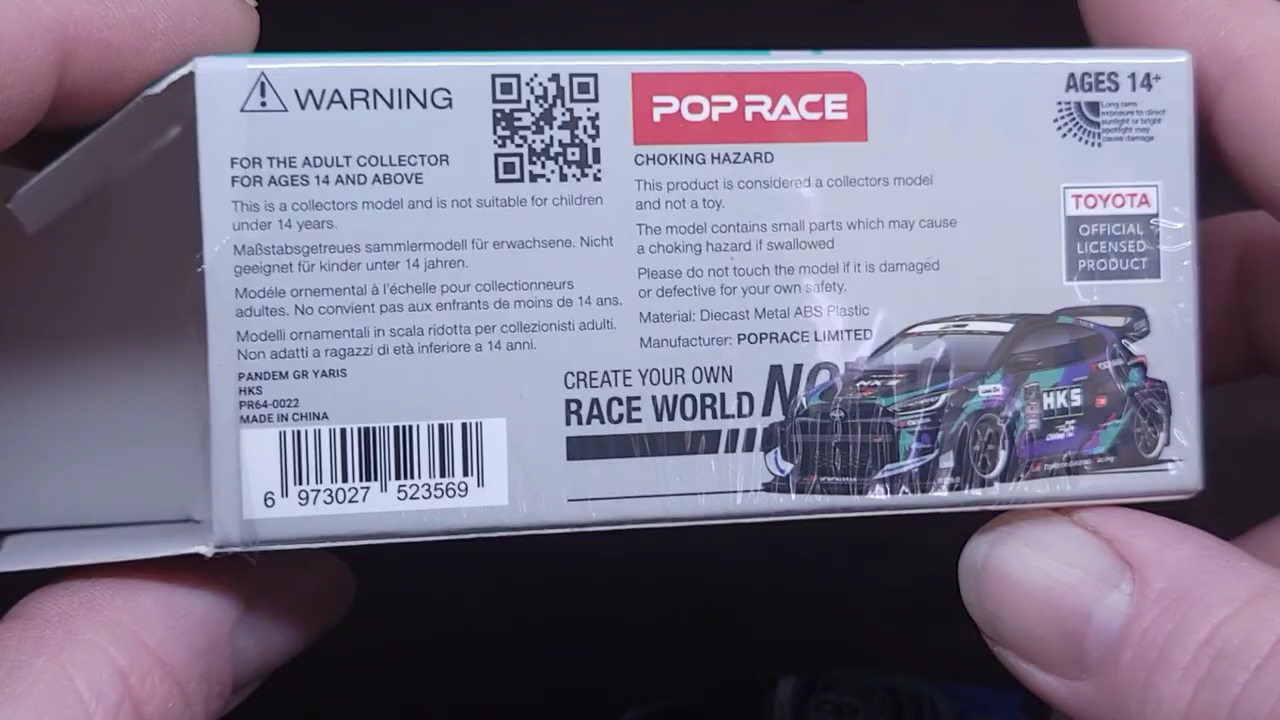 WARNING
FOR THE ADULT COLLECTOR
FOR AGES 14 AND ABOVE
This is a collectors model and is not suitable for children
under 14 years.
Maßstabsgetreues sammlermodell für erwachsene. Nicht
geeignet für kinder unter 14 jahren.
Modéle ornemental à l'échelle pour collectionneurs
adultes. No convient pas aux enfrants de moins de 14 ans.
Modelli ornamentali in scala ridotta per collezionisti adulti.
Non adatti a ragazzi di età inferiore a 14 anni.
PANDEM GR YARIS
HKS
PR64-0022
MADE IN CHINA
6 973027 523569
POP RACE
CHOKING HAZARD
This product is considered a collectors model
and not a toy.
The model contains small parts which may cause
a choking hazard if swallowed
Please do not touch the model if it is damaged
or defective for your own safety.
Material: Diecast Metal ABS Plastic
Manufacturer: POPRACE LIMITED
CREATE YOUR OWN
RACE WORLD
AGES 14+
Long term
exposure to direct
sunlight or bright
spotlight may
cause damage
TOYOTA
OFFICIAL
LICENSED
PRODUCT
HKS